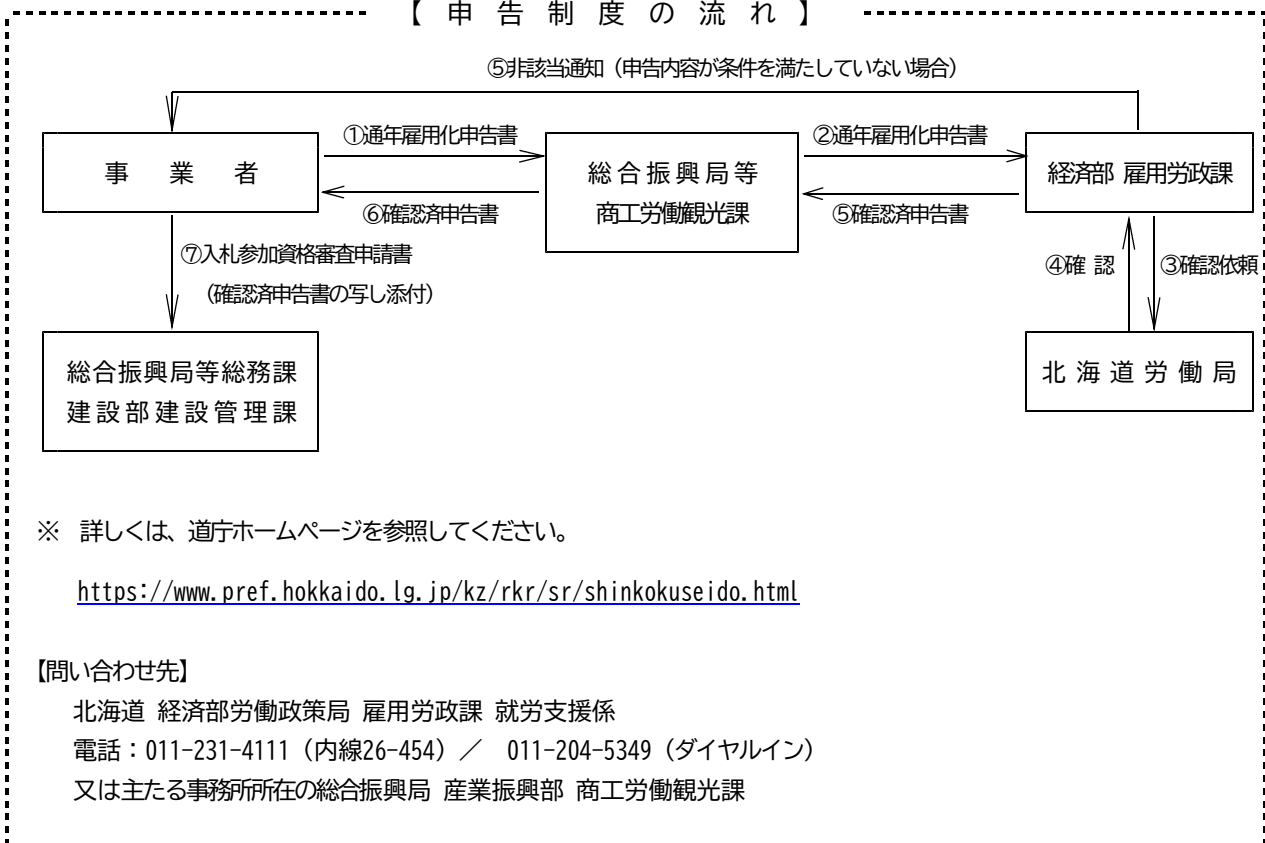 【 申 告 制 度 の 流 れ 】
⑤非該当通知（申告内容が条件を満たしていない場合）
①通年雇用化申告書
②通年雇用化申告書
事 業 者
総合振興局等
商工労働観光課
経済部 雇用労政課
⑥確認済申告書
⑤確認済申告書
⑦入札参加資格審査申請書
（確認済申告書の写し添付）
④確 認
③確認依頼
総合振興局等総務課
建設部建設管理課
北海道労働局
※ 詳しくは、道庁ホームページを参照してください。
https://www.pref.hokkaido.lg.jp/kz/rkr/sr/shinkokuseido.html
【問い合わせ先】
北海道 経済部労働政策局 雇用労政課 就労支援係
電話：011-231-4111（内線26-454）／ 011-204-5349（ダイヤルイン）
又は主たる事務所所在の総合振興局 産業振興部 商工労働観光課